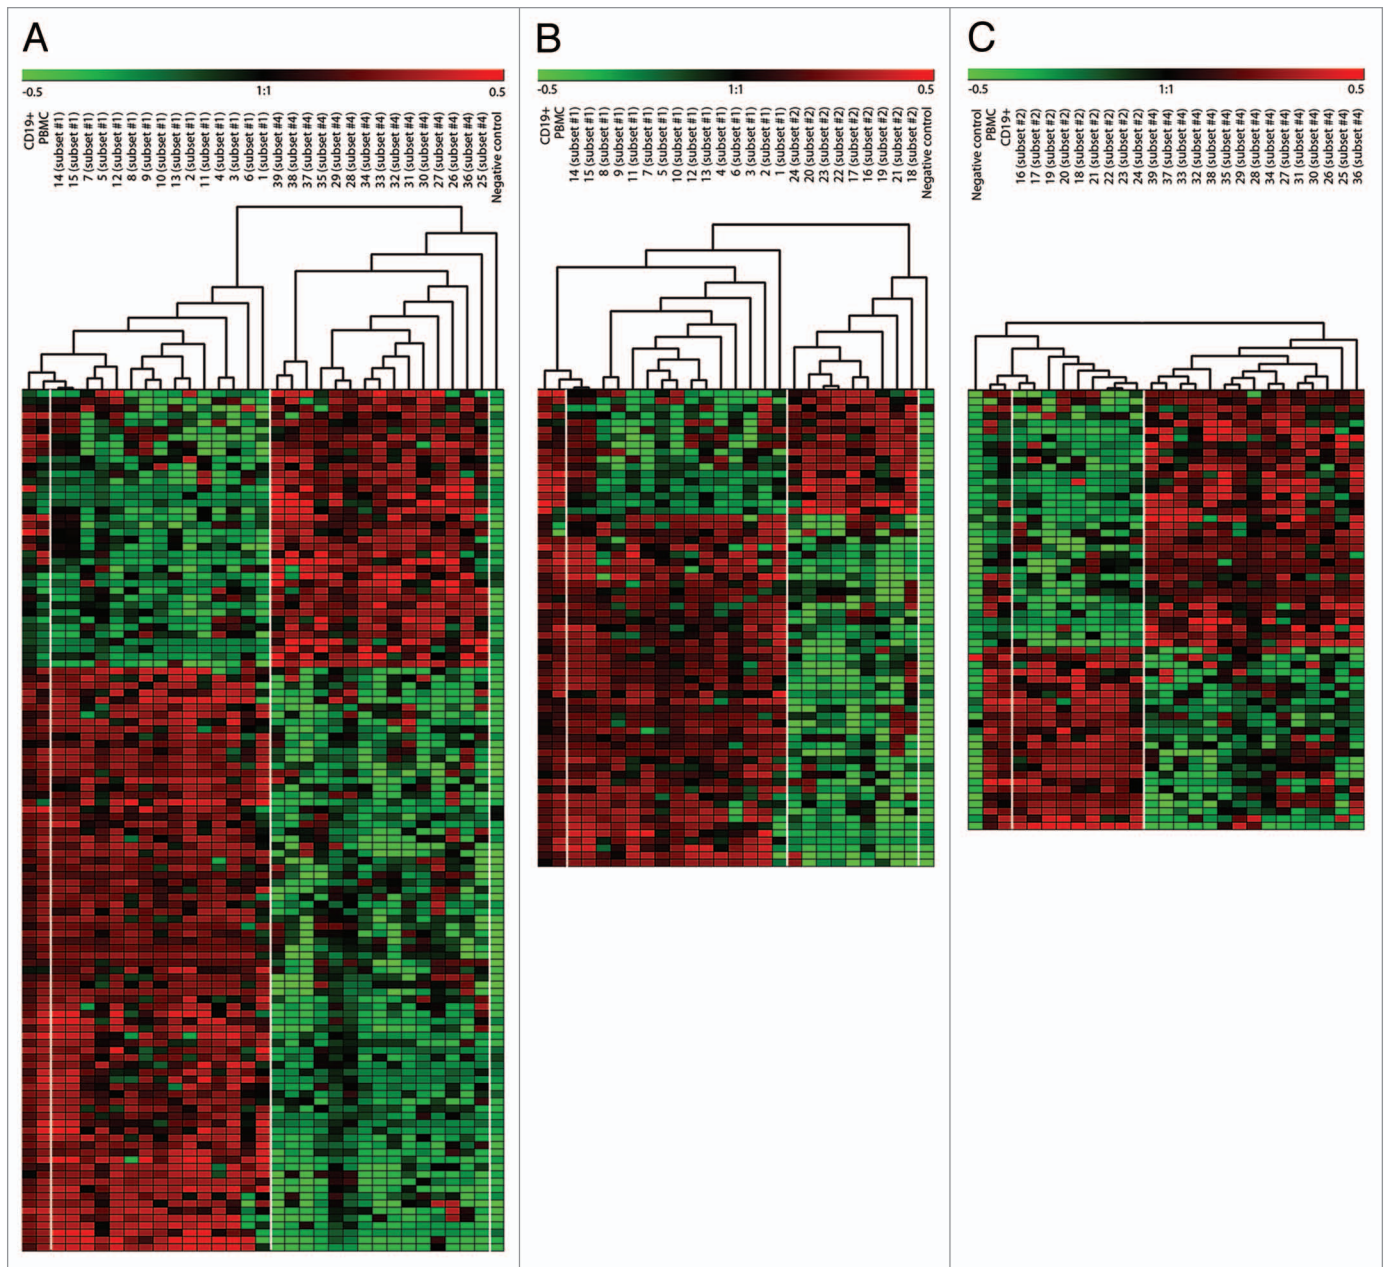 A
-0.5 1:1 0.5
CD19+
PBMC
14 (subset #1)
15 (subset #1)
7 (subset #1)
5 (subset #1)
12 (subset #1)
8 (subset #1)
9 (subset #1)
10 (subset #1)
13 (subset #1)
2 (subset #1)
11 (subset #1)
4 (subset #1)
3 (subset #1)
6 (subset #1)
1 (subset #1)
39 (subset #4)
38 (subset #4)
37 (subset #4)
35 (subset #4)
29 (subset #4)
28 (subset #4)
34 (subset #4)
33 (subset #4)
32 (subset #4)
31 (subset #4)
30 (subset #4)
27 (subset #4)
26 (subset #4)
36 (subset #4)
25 (subset #4)
Negative control
B
-0.5 1:1 0.5
CD19+
PBMC
14 (subset #1)
15 (subset #1)
8 (subset #1)
9 (subset #1)
11 (subset #1)
7 (subset #1)
5 (subset #1)
10 (subset #1)
12 (subset #1)
13 (subset #1)
4 (subset #1)
6 (subset #1)
3 (subset #1)
2 (subset #1)
1 (subset #1)
24 (subset #2)
20 (subset #2)
23 (subset #2)
22 (subset #2)
17 (subset #2)
16 (subset #2)
19 (subset #2)
21 (subset #2)
18 (subset #2)
Negative control
C
-0.5 1:1 0.5
Negative control
PBMC
CD19+
16 (subset #2)
17 (subset #2)
19 (subset #2)
20 (subset #2)
18 (subset #2)
21 (subset #2)
22 (subset #2)
23 (subset #2)
24 (subset #2)
39 (subset #4)
37 (subset #4)
33 (subset #4)
32 (subset #4)
38 (subset #4)
35 (subset #4)
29 (subset #4)
28 (subset #4)
34 (subset #4)
27 (subset #4)
31 (subset #4)
30 (subset #4)
26 (subset #4)
25 (subset #4)
36 (subset #4)